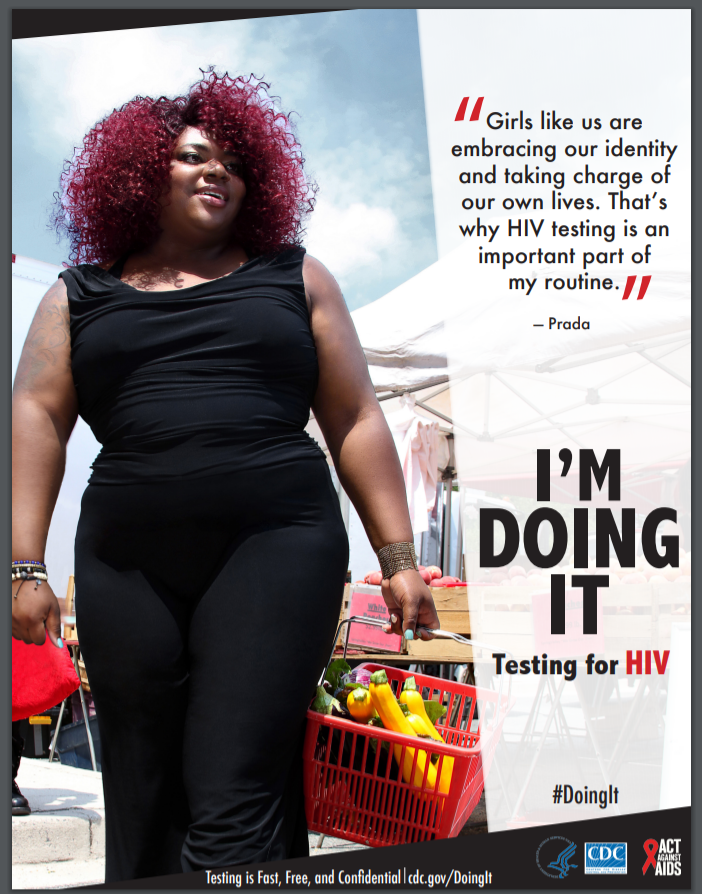 “Girls like us are
embracing our identity
and taking charge of
our own lives. That’s
why HIV testing is an
important part of
my routine.”
– Prada
I’M
DOING
IT
Testing for HIV
#DoingIt
Testing is Fast, Free, and Confidential | cdc.gov/DoingIt
CDC
ACT
AGAINST
AIDS
white